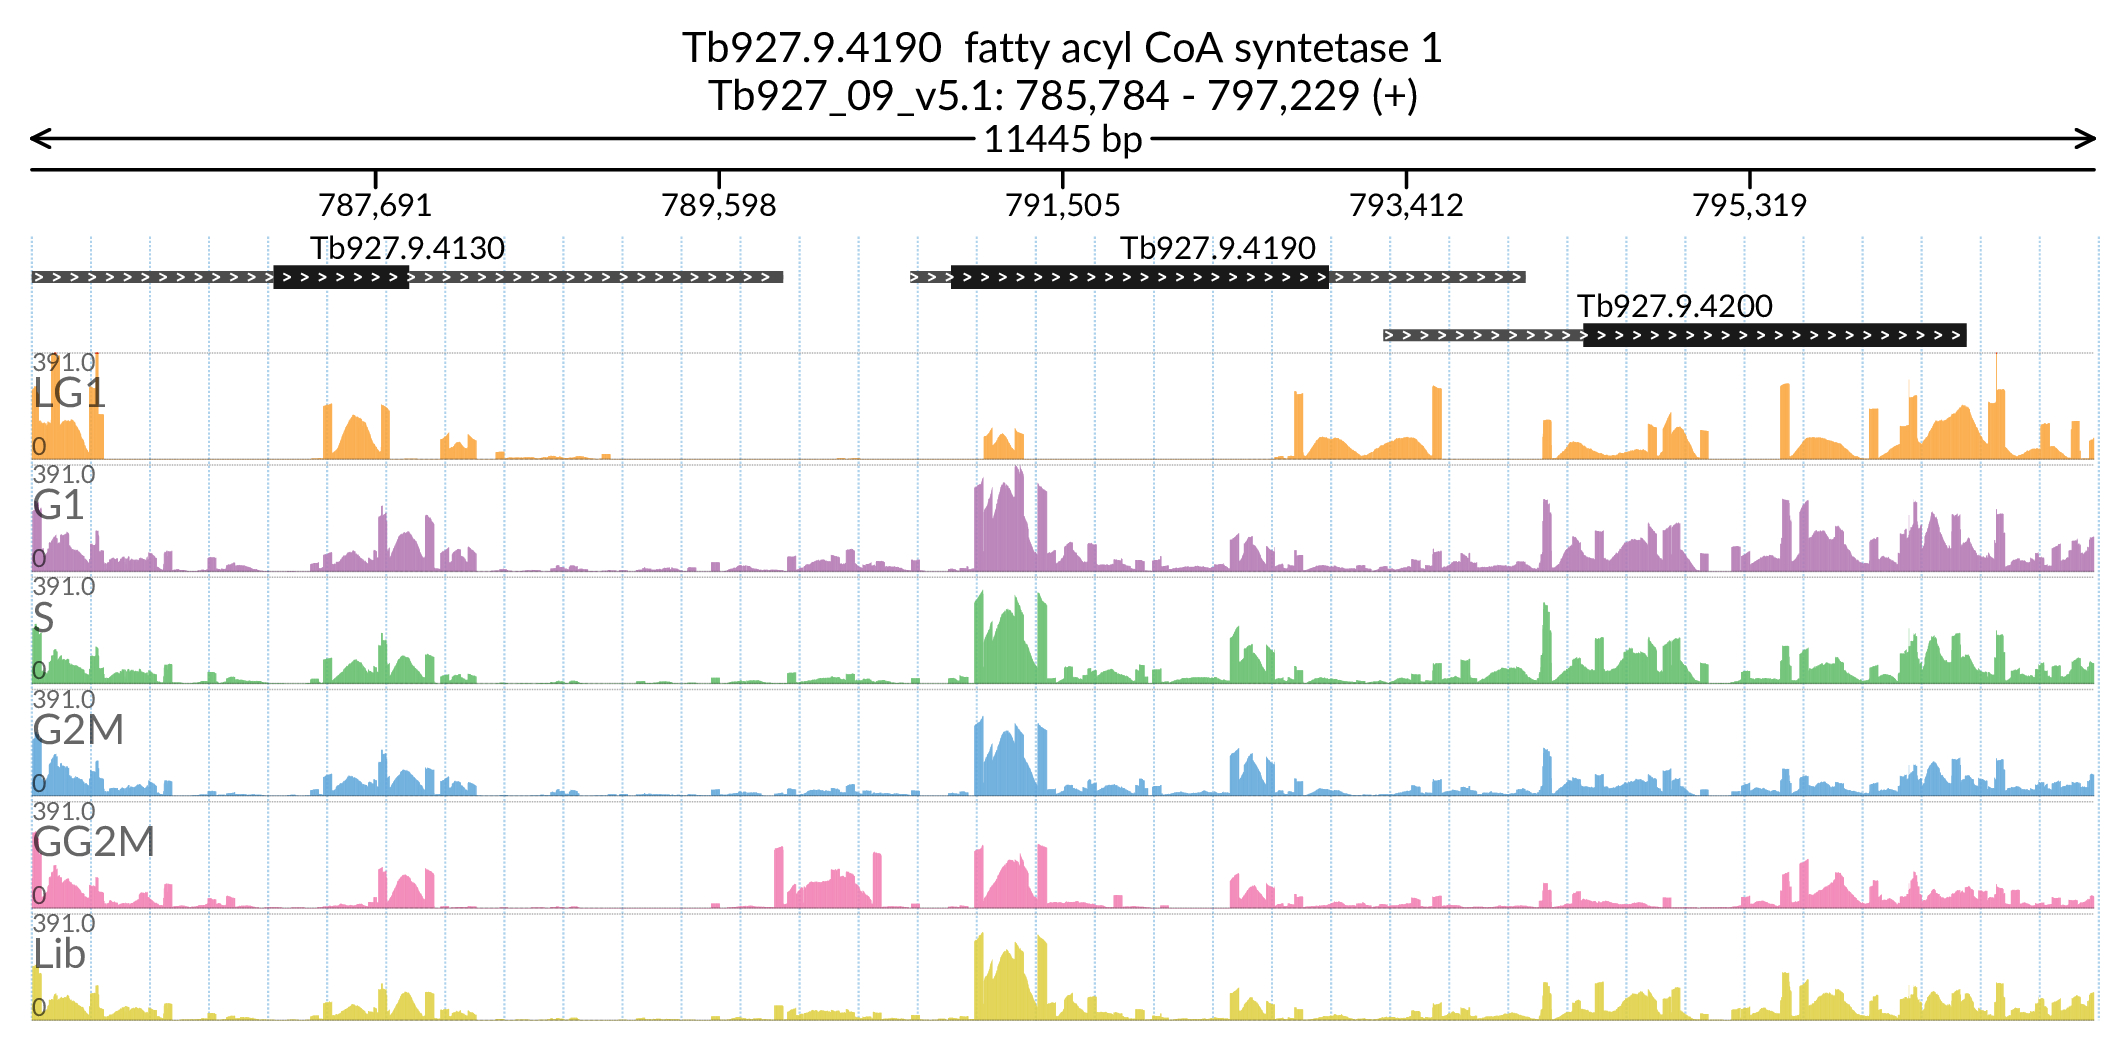 Tb927.9.4190  fatty acyl CoA syntetase 1
Tb927_09_v5.1: 785,784 - 797,229 (+)
11445 bp
787,691 789,598 791,505 793,412 795,319
Tb927.9.4130 Tb927.9.4190
Tb927.9.4200
391.0
LG1
0
391.0
G1
0
391.0
S
0
391.0
G2M
0
391.0
GG2M
0
391.0
Lib
0